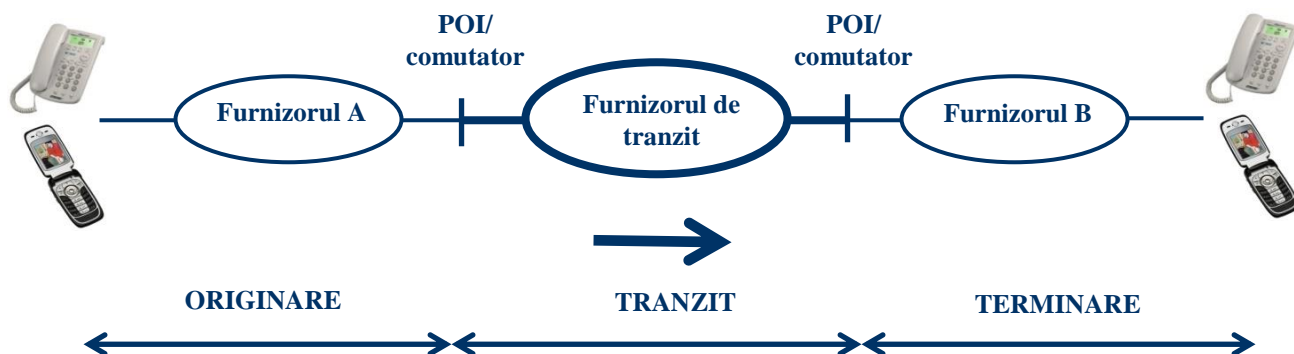 POI/
comutator
POI/
comutator
Furnizorul A
Furnizorul de
tranzit
Furnizorul B
ORIGINARE
TRANZIT
TERMINARE